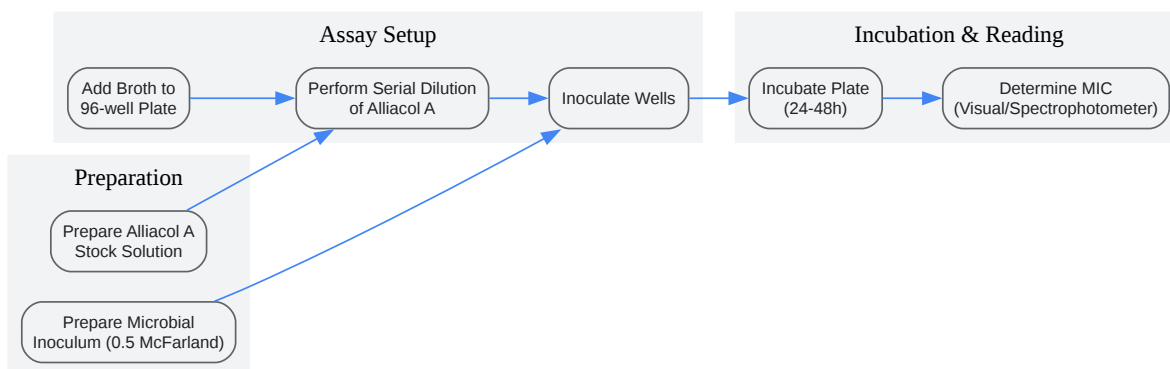 Assay Setup
Add Broth to
96-well Plate
Perform Serial Dilution
of Alliacol A
Inoculate Wells
Incubation & Reading
Incubate Plate
(24-48h)
Determine MIC
(Visual/Spectrophotometer)
Preparation
Prepare Alliacol A
Stock Solution
Prepare Microbial
Inoculum (0.5 McFarland)